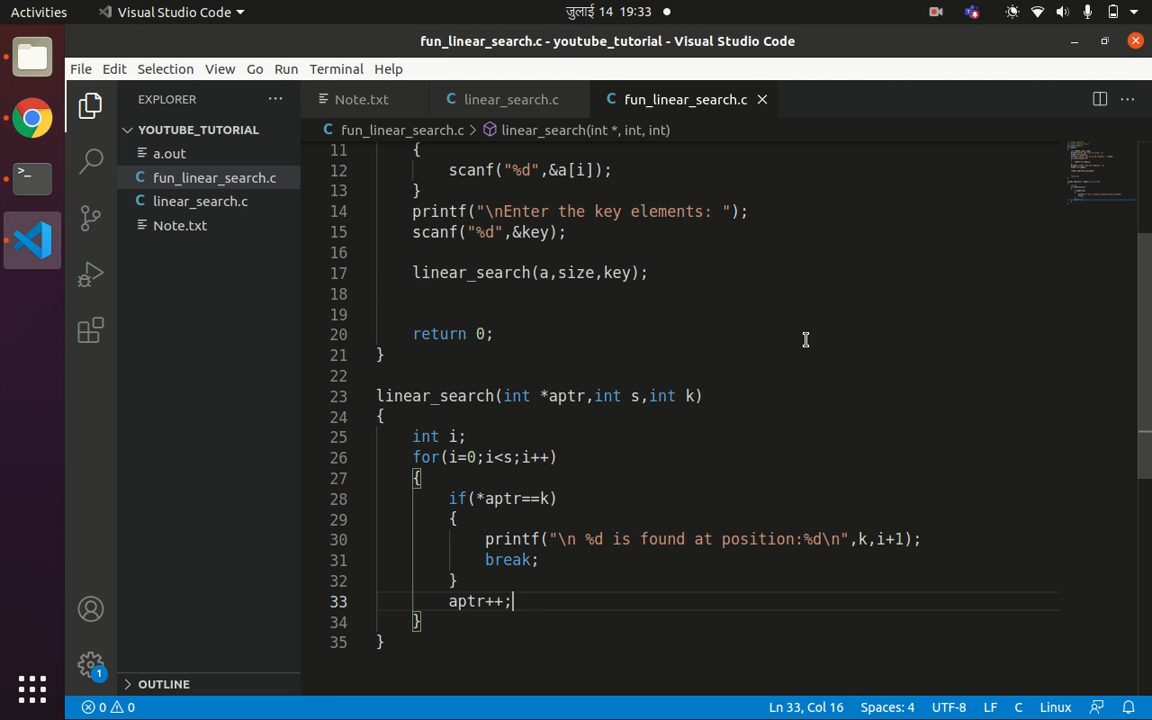 Activities
Visual Studio Code
जुलाई 14 19:33
fun_linear_search.c - youtube_tutorial - Visual Studio Code
File Edit Selection View Go Run Terminal Help
EXPLORER
Note.txt
linear_search.c
fun_linear_search.c
YOUTUBE_TUTORIAL
fun_linear_search.c > linear_search(int *, int, int)
a.out
fun_linear_search.c
linear_search.c
Note.txt
11 {
12 scanf("%d",&a[i]);
13 }
14 printf("\nEnter the key elements: ");
15 scanf("%d",&key);
16
17 linear_search(a,size,key);
18
19
20 return 0;
21 }
22
23 linear_search(int *aptr,int s,int k)
24 {
25 int i;
26 for(i=0;i<s;i++)
27 {
28 if(*aptr==k)
29 {
30 printf("\n %d is found at position:%d\n",k,i+1);
31 break;
32 }
33 aptr++;
34 }
35 }
1
OUTLINE
0 0
Ln 33, Col 16 Spaces: 4 UTF-8 LF C Linux